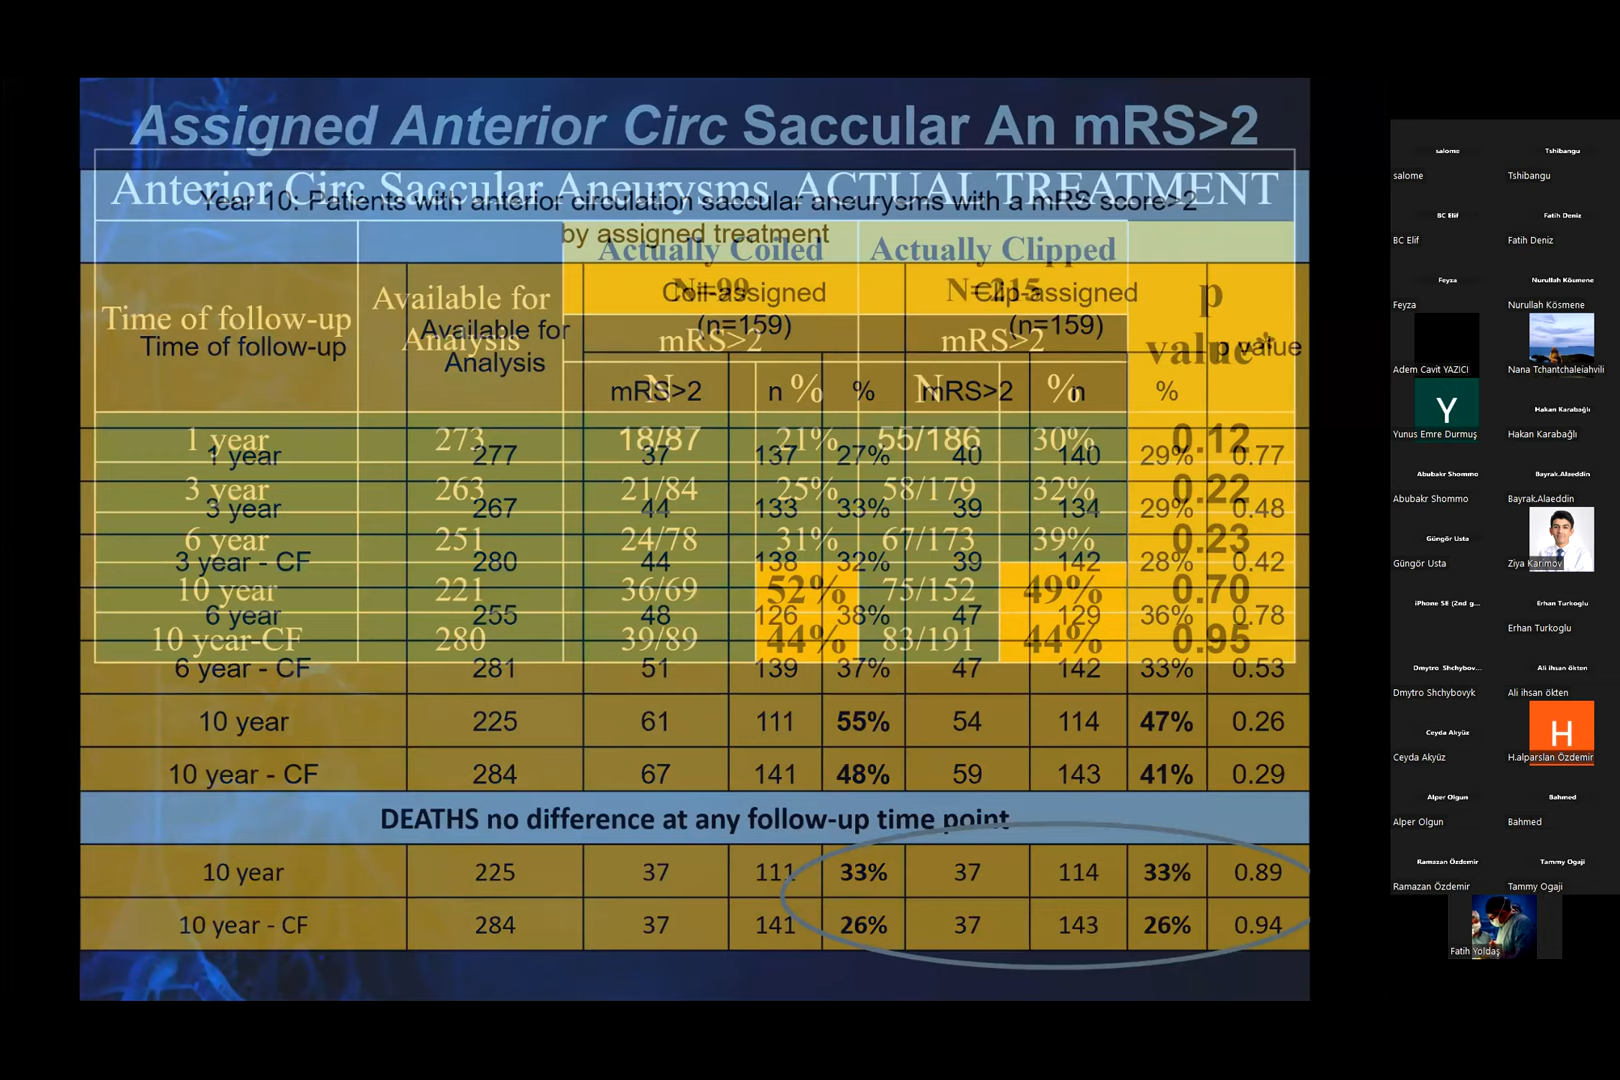 Assigned Anterior Circ Saccular An mRS>2
Anterior Circ Saccular Aneurysms ACTUAL TREATMENT
Year 10: Patients with anterior circulation saccular aneurysms with a mRS score>2
by assigned treatment
Actually Coiled Actually Clipped
N=99 N=215 p
Coil-assigned Clip-assigned
(n=159) (n=159)
Time of follow-up Available for Analysis mRS>2 mRS>2 value*
Time of follow-up Available for Analysis p value
N % N %
mRS>2 n % mRS>2 n %
1 year 273 18/87 21% 55/186 30% 0.12
1 year 277 37 137 27% 40 140 29% 0.77
3 year 263 21/84 25% 58/179 32% 0.22
3 year 267 44 133 33% 39 134 29% 0.48
6 year 251 24/78 31% 67/173 39% 0.23
3 year - CF 280 44 138 32% 39 142 28% 0.42
10 year 221 36/69 52% 75/152 49% 0.70
6 year 255 48 126 38% 47 129 36% 0.78
10 year-CF 280 39/89 44% 83/191 44% 0.95
6 year - CF 281 51 139 37% 47 142 33% 0.53
10 year 225 61 111 55% 54 114 47% 0.26
10 year - CF 284 67 141 48% 59 143 41% 0.29
DEATHS no difference at any follow-up time point
10 year 225 37 111 33% 37 114 33% 0.89
10 year - CF 284 37 141 26% 37 143 26% 0.94
salome Tshibangu
salome Tshibangu
BC Elif Fatih Deniz
BC Elif Fatih Deniz
Feyza Nurullah Kösmene
Feyza Nurullah Kösmene
Adem Cavit YAZICI Nana Tchantchaleiahvili
Y Hakan Karabağlı
Yunus Emre Durmuş Hakan Karabağlı
Abubakr Shommo Bayrak.Alaeddin
Abubakr Shommo Bayrak.Alaeddin
Güngör Usta
Güngör Usta Ziya Karimov
iPhone SE (2nd g... Erhan Turkoglu
Erhan Turkoglu
Dmytro Shchybov... Ali ihsan ökten
Dmytro Shchybovyk Ali ihsan ökten
Ceyda Akyüz H
Ceyda Akyüz H.alparslan Özdemir
Alper Olgun Bahmed
Alper Olgun Bahmed
Ramazan Özdemir Tammy Ogaji
Ramazan Özdemir Tammy Ogaji
Fatih Yoldaş